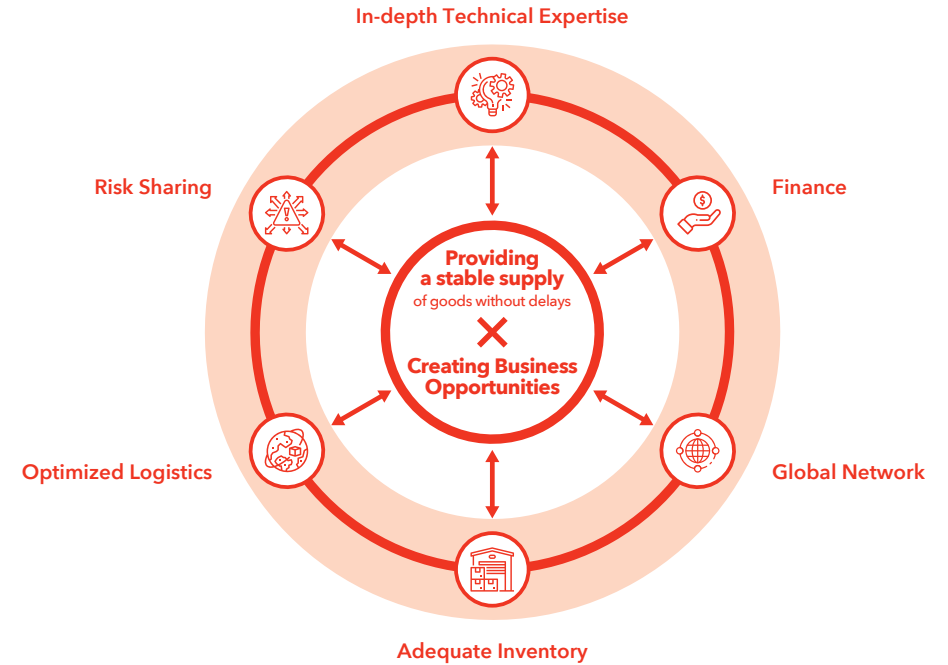 In-depth Technical Expertise
Risk Sharing
Finance
Providing
a stable supply
of goods without delays
×
Creating Business
Opportunities
Optimized Logistics
Global Network
Adequate Inventory